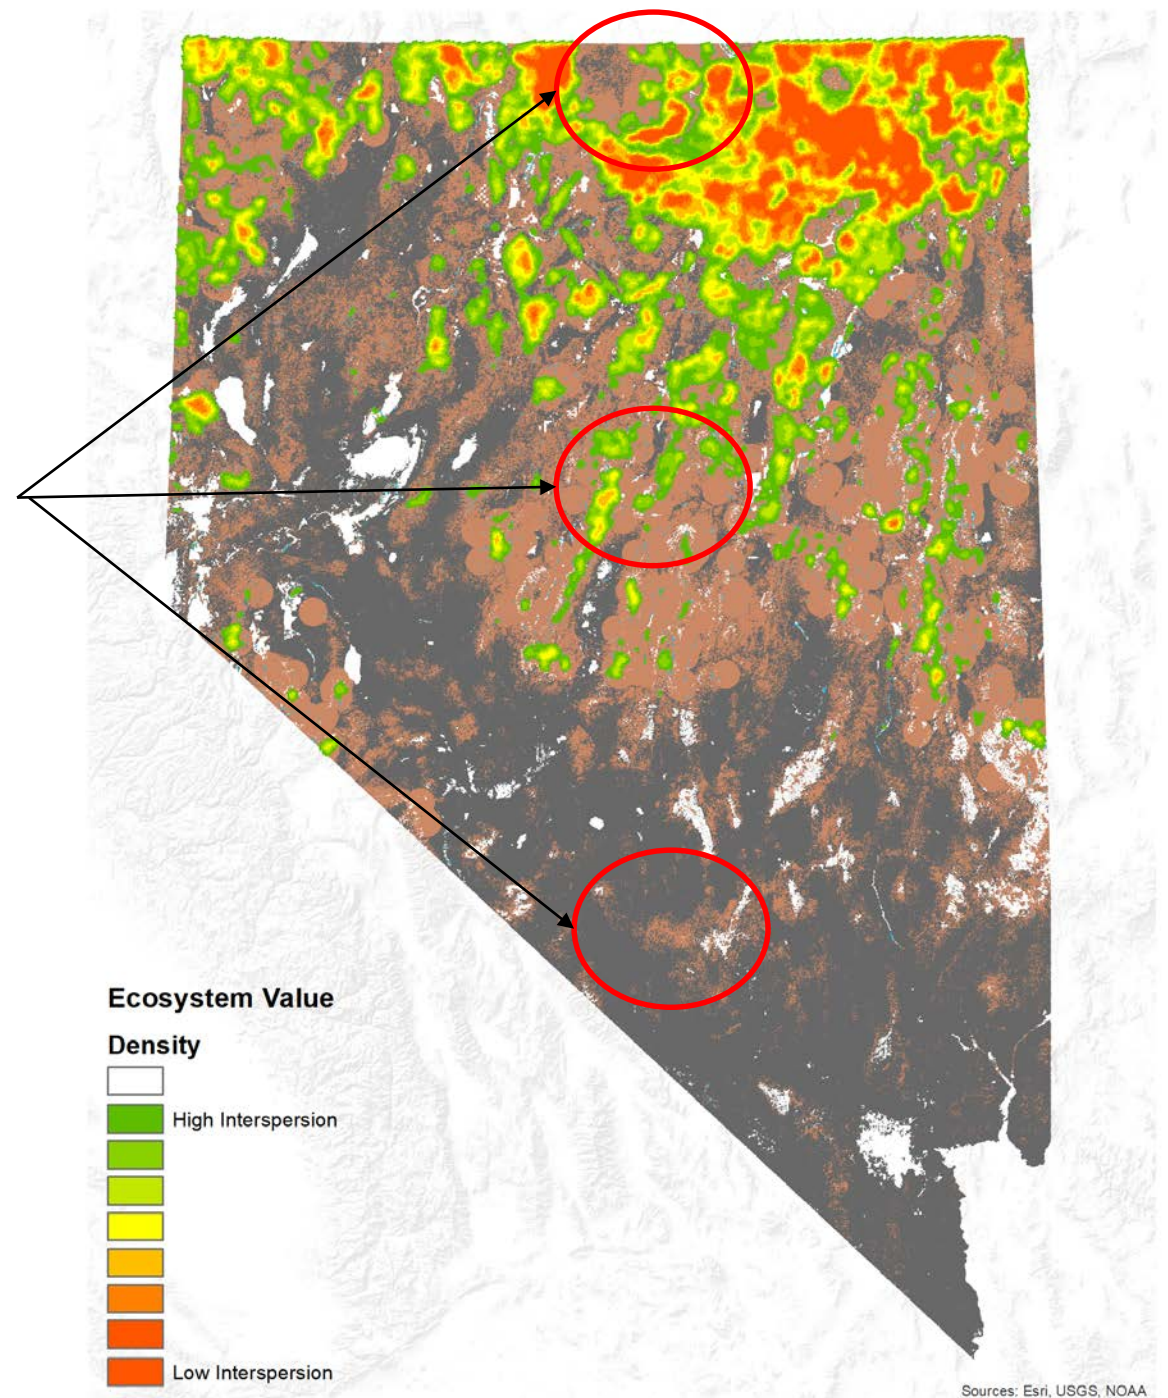 Ecosystem Value
Density
High Interspersion
Low Interspersion
Sources: Esri, USGS, NOAA